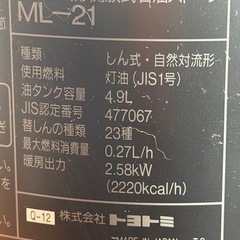 ML-21
種類 しん式・自然対流形
使用燃料 灯油(JIS1号)
油タンク容量 4.9L
JIS認定番号 477067
替しんの種類 23種
最大燃料消費量 0.27L/h
暖房出力 2.58kW
(2220kcal/h)
Q-12 株式会社トヨトミ